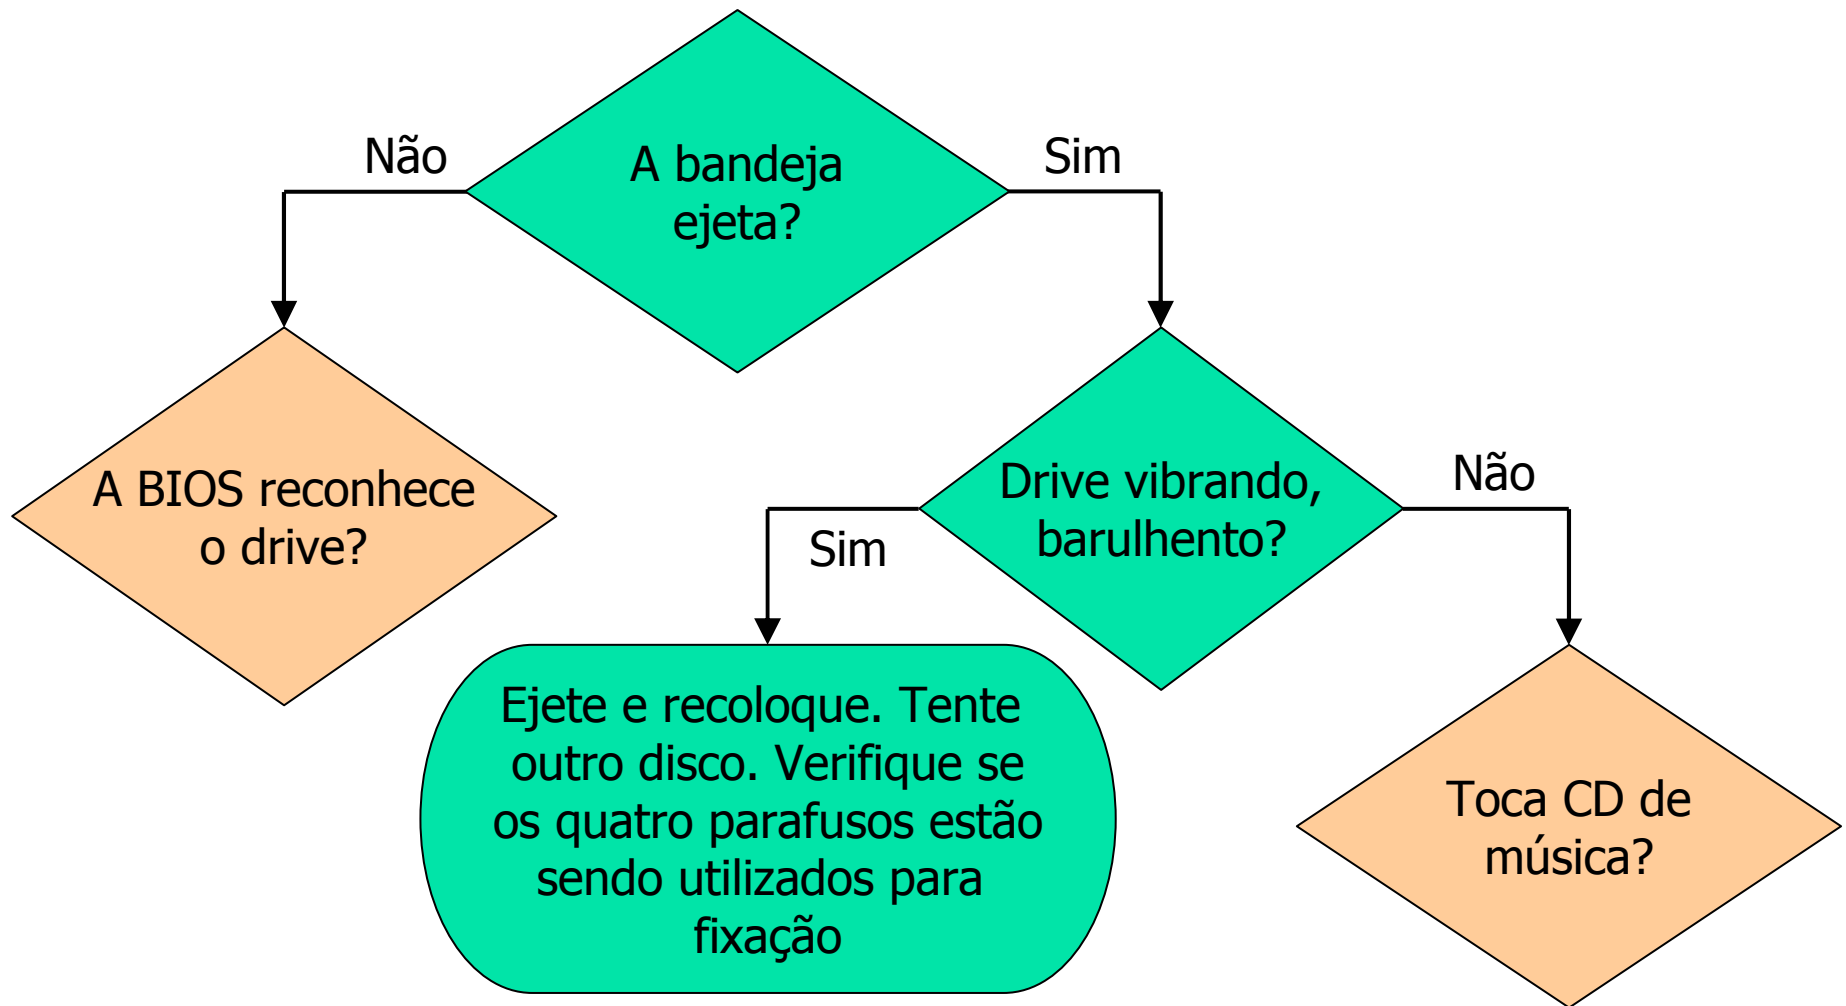 Não
A bandeja
ejeta?
Sim
A BIOS reconhece
o drive?
Drive vibrando,
barulhento?
Sim
Não
Ejete e recoloque. Tente
outro disco. Verifique se
os quatro parafusos estão
sendo utilizados para
fixação
Toca CD de
música?